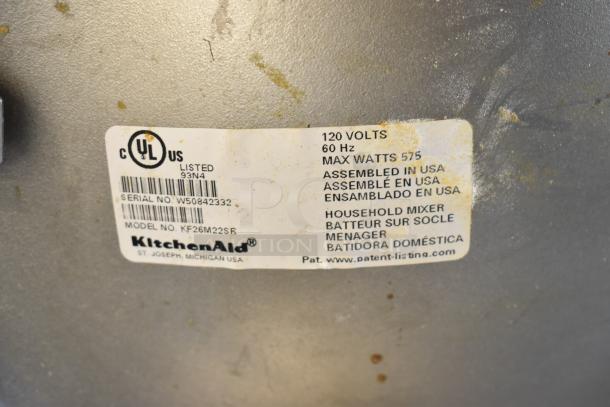 C UL US
LISTED
93N4
SERIAL NO. W50842332
MODEL NO. KF26M22SR
KitchenAid®
ST. JOSEPH, MICHIGAN USA
120 VOLTS
60 Hz
MAX WATTS 575
ASSEMBLED IN USA
ASSEMBLÉ EN USA
ENSAMBLADO EN USA
HOUSEHOLD MIXER
BATTEUR SUR SOCLE
MENAGER
BATIDORA DOMÉSTICA
Pat. www.patent-listing.com